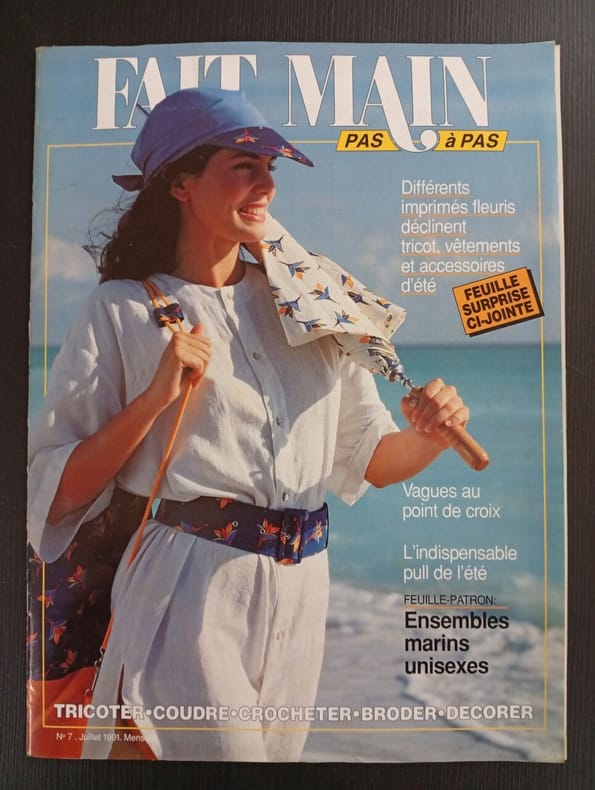 FAIT MAIN
PAS à PAS
Différents
imprimés fleuris
déclinent
tricot, vêtements
et accessoires
d'été
FEUILLE
SURPRISE
CI-JOINTE
Vagues au
point de croix
L'indispensable
pull de l'été
FEUILLE-PATRON:
Ensembles
marins
unisexes
TRICOTER•COUDRE•CROCHETER•BRODER•DECORER
No 7 . Juillet 1991. Mens